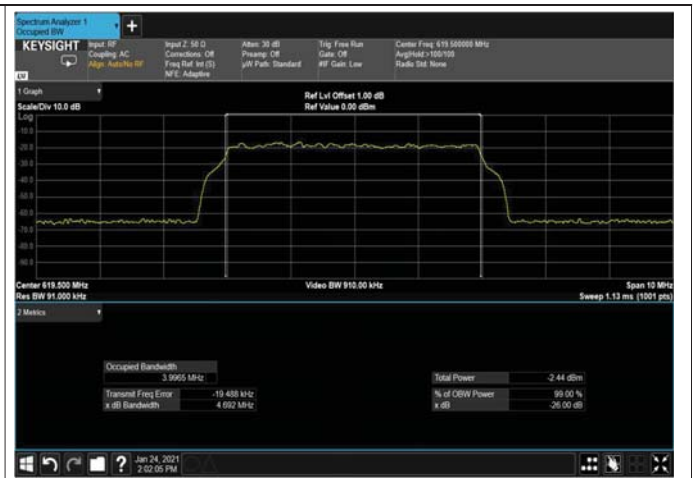 Spectrum Analyzer 1
Occupied BW
KEYSIGHT
Input: RF
Coupling: AC
Align: Auto/No RF
Input Z: 50 Ω
Corrections: Off
Freq Ref: Int (S)
NFE: Adaptive
Atten: 30 dB
Preamp: Off
µW Path: Standard
Trig: Free Run
Gate: Off
#IF Gain: Low
Center Freq: 619.500000 MHz
Avg|Hold:>100/100
Radio Std: None
1 Graph
Scale/Div 10.0 dB
Ref Lvl Offset 1.00 dB
Ref Value 0.00 dBm
Log
-10.0
-20.0
-30.0
-40.0
-50.0
-60.0
-70.0
-80.0
-90.0
Center 619.500 MHz
Res BW 91.000 kHz
Video BW 910.00 kHz
Span 10 MHz
Sweep 1.13 ms (1001 pts)
2 Metrics
Occupied Bandwidth
3.9965 MHz
Transmit Freq Error -19.488 kHz
x dB Bandwidth 4.692 MHz
Total Power -2.44 dBm
% of OBW Power 99.00 %
x dB -26.00 dB
Jan 24, 2021
2:02:05 PM